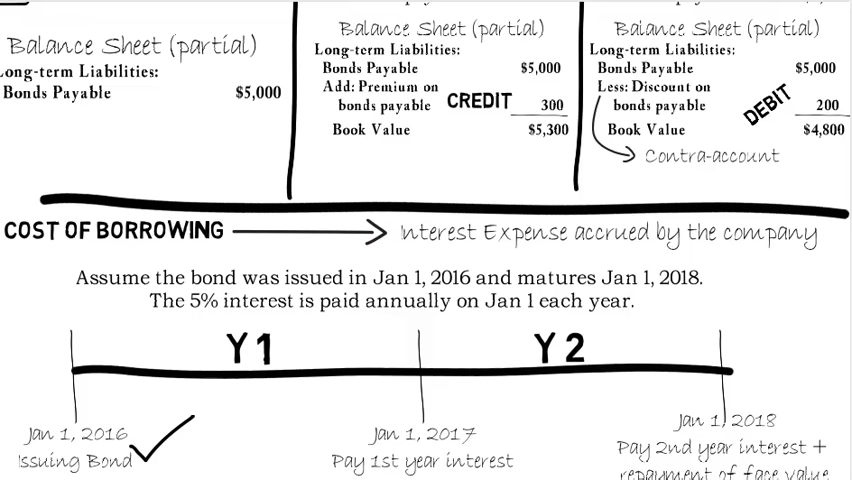 Balance Sheet (partial)
Long-term Liabilities:
Bonds Payable $5,000
Balance Sheet (partial)
Long-term Liabilities:
Bonds Payable $5,000
Add: Premium on
bonds payable CREDIT 300
Book Value $5,300
Balance Sheet (partial)
Long-term Liabilities:
Bonds Payable $5,000
Less: Discount on
bonds payable DEBIT 200
Book Value $4,800
Contra-account
COST OF BORROWING Interest Expense accrued by the company
Assume the bond was issued in Jan 1, 2016 and matures Jan 1, 2018.
The 5% interest is paid annually on Jan 1 each year.
Y1 Y2
Jan 1, 2016
Issuing Bond
Jan 1, 2017
Pay 1st year interest
Jan 1, 2018
Pay 2nd year interest +
repayment of face value